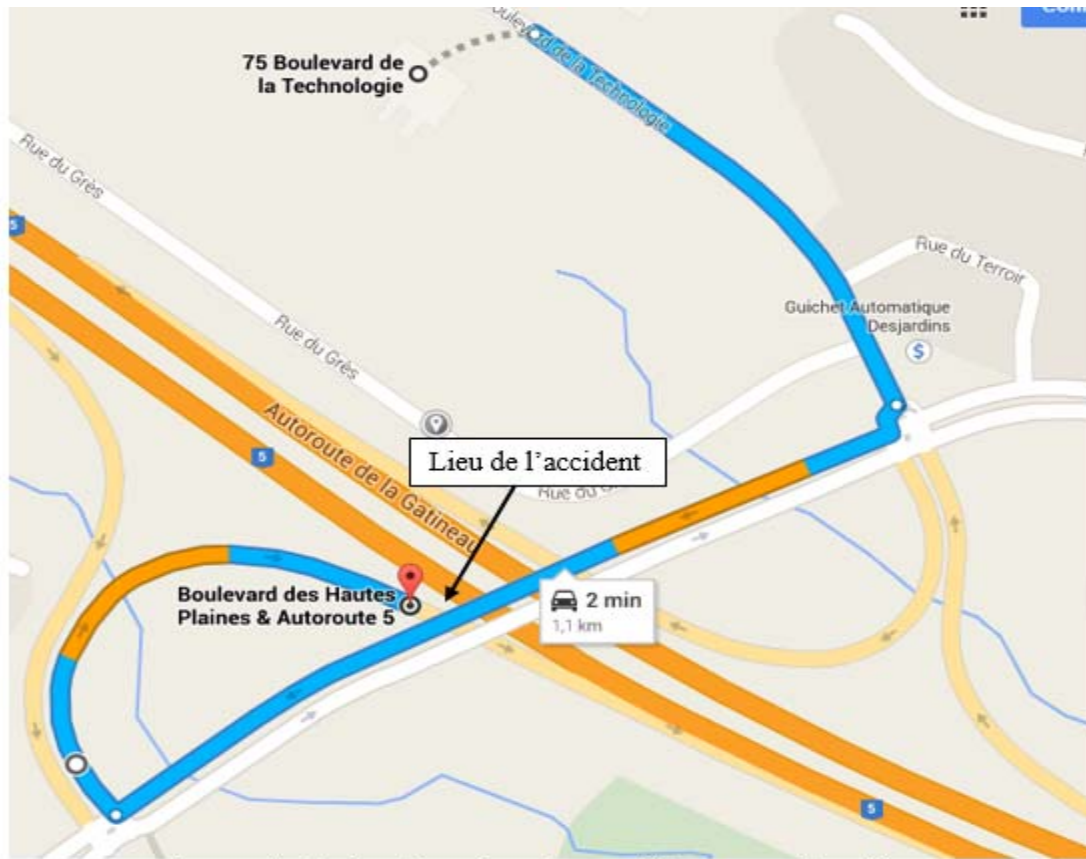 75 Boulevard de
la Technologie
Boulevard de la Technologie
Rue du Grès
5
Rue du Terroir
Guichet Automatique
Desjardins
$
Rue du Grès
Autoroute de la Gatineau
5
Lieu de l'accident
Rue du
Boulevard des Hautes
Plaines & Autoroute 5
2 min
1,1 km
5